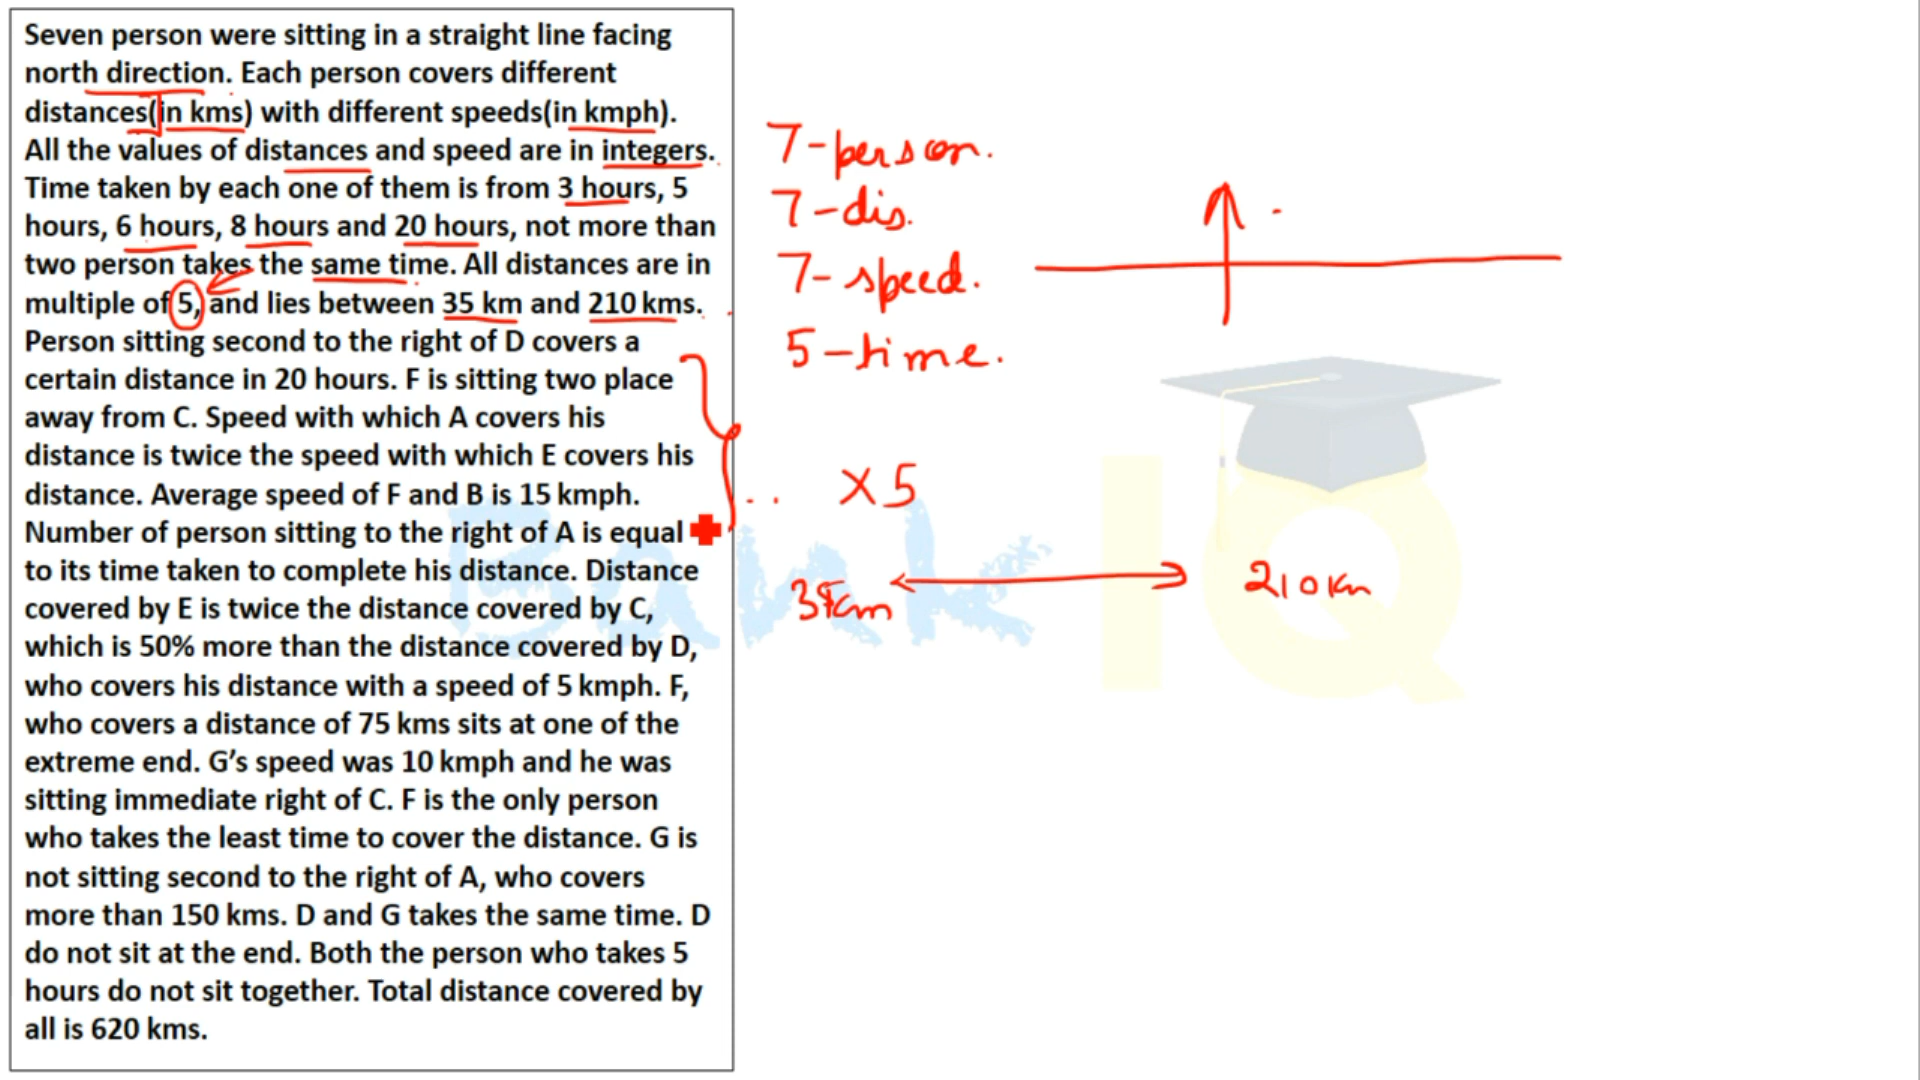 Seven person were sitting in a straight line facing
north direction. Each person covers different
distances(in kms) with different speeds(in kmph).
All the values of distances and speed are in integers.
Time taken by each one of them is from 3 hours, 5
hours, 6 hours, 8 hours and 20 hours, not more than
two person takes the same time. All distances are in
multiple of 5, and lies between 35 km and 210 kms.
Person sitting second to the right of D covers a
certain distance in 20 hours. F is sitting two place
away from C. Speed with which A covers his
distance is twice the speed with which E covers his
distance. Average speed of F and B is 15 kmph.
Number of person sitting to the right of A is equal
to its time taken to complete his distance. Distance
covered by E is twice the distance covered by C,
which is 50% more than the distance covered by D,
who covers his distance with a speed of 5 kmph. F,
who covers a distance of 75 kms sits at one of the
extreme end. G’s speed was 10 kmph and he was
sitting immediate right of C. F is the only person
who takes the least time to cover the distance. G is
not sitting second to the right of A, who covers
more than 150 kms. D and G takes the same time. D
do not sit at the end. Both the person who takes 5
hours do not sit together. Total distance covered by
all is 620 kms.
7-person.
7-dis.
7-speed.
5-time.
x5
35km
210km
Bank IQ